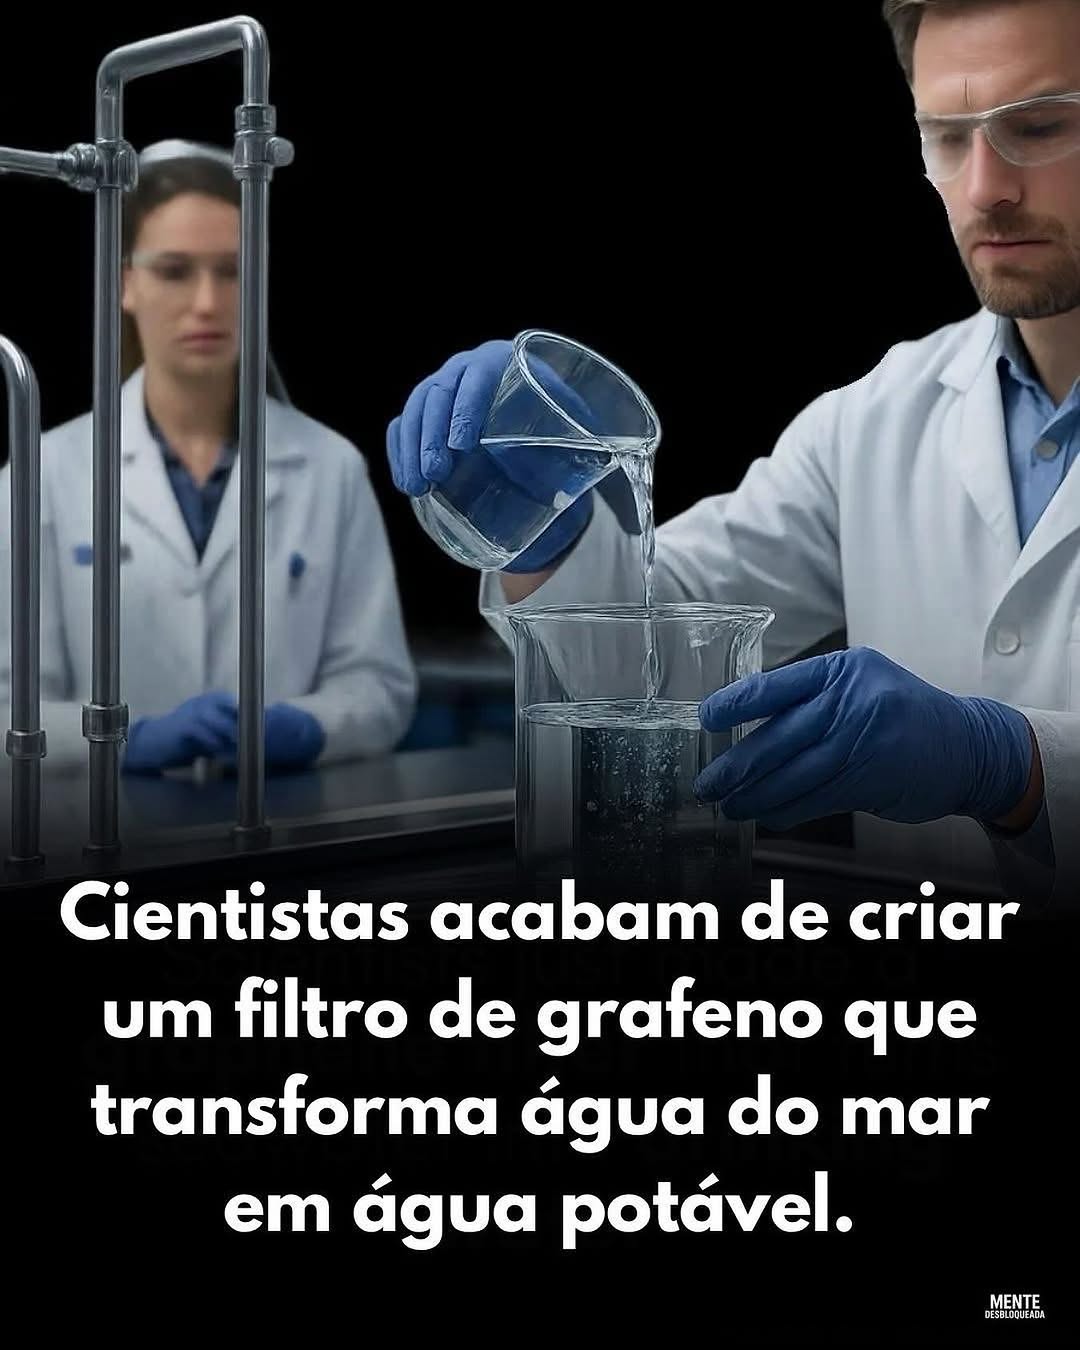 Cientistas acabam de criar
um filtro de grafeno que
transforma água do mar
em água potável.
MENTE
DESBLOQUEADA